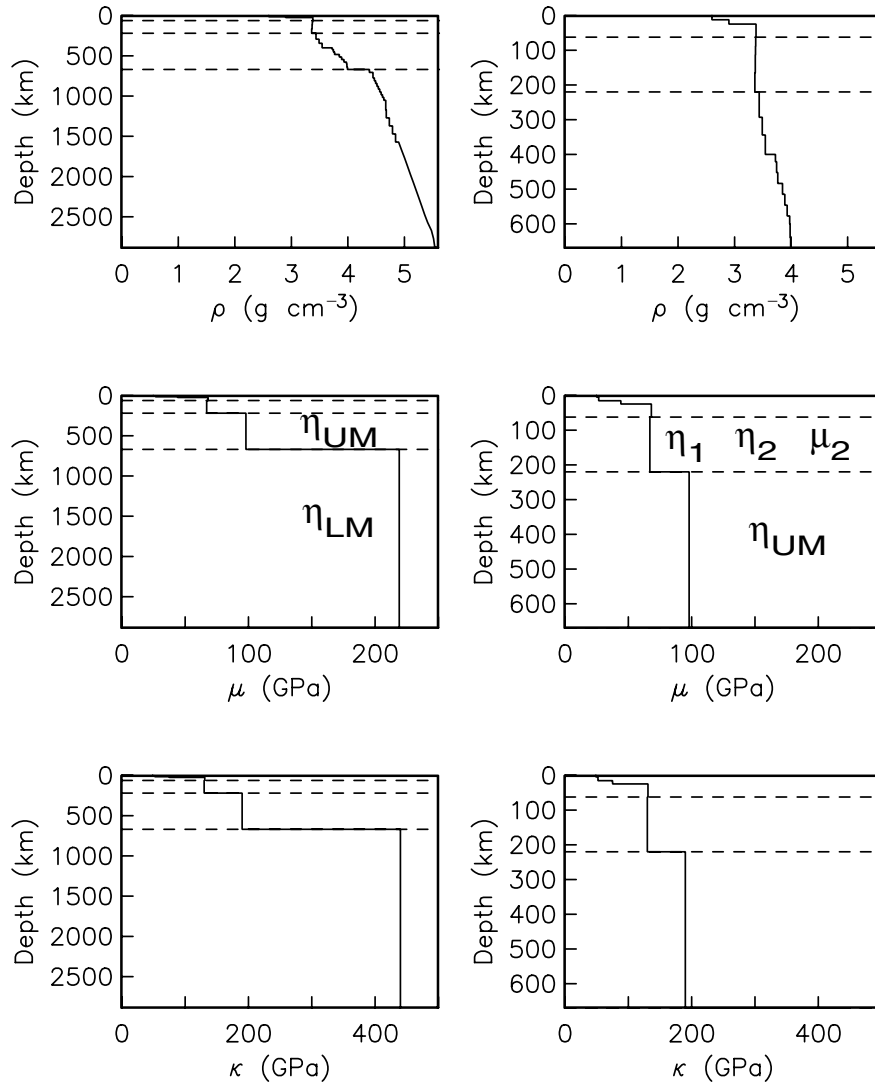 0
500
1000
1500
2000
2500
Depth (km)
0 1 2 3 4 5
ρ (g cm⁻³)
0
100
200
300
400
500
600
Depth (km)
0 1 2 3 4 5
ρ (g cm⁻³)
0
500
1000
1500
2000
2500
Depth (km)
η_UM
η_LM
0 100 200
μ (GPa)
0
100
200
300
400
500
600
Depth (km)
η₁ η₂ μ₂
η_UM
0 100 200
μ (GPa)
0
500
1000
1500
2000
2500
Depth (km)
0 200 400
κ (GPa)
0
100
200
300
400
500
600
Depth (km)
0 200 400
κ (GPa)